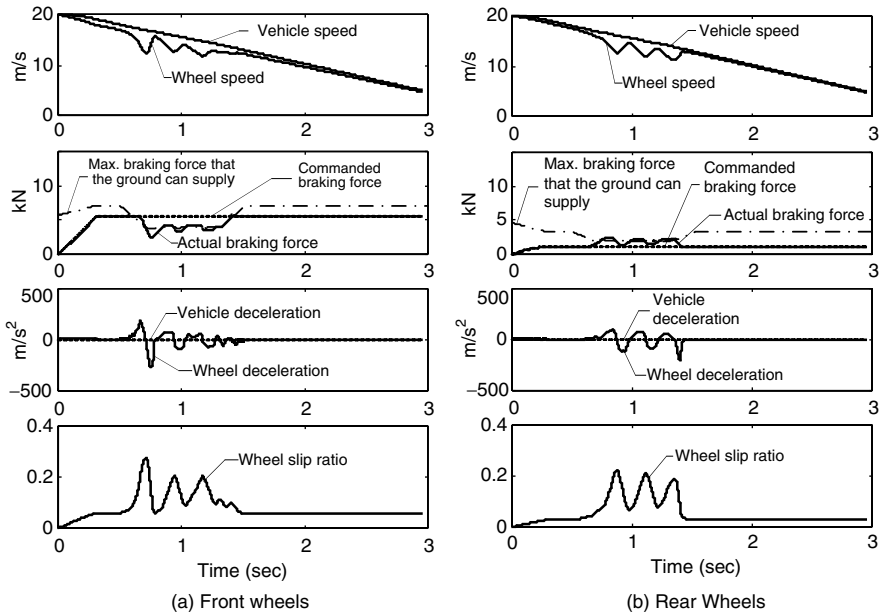 20
10
0
m/s
Vehicle speed
Wheel speed
0
1
2
3
10
5
0
kN
Max. braking force that
the ground can supply
Commanded
braking force
Actual braking force
0
1
2
3
500
0
−500
m/s²
Vehicle deceleration
Wheel deceleration
0
1
2
3
0.4
0.2
0
Wheel slip ratio
0
1
2
3
Time (sec)
(a) Front wheels
20
10
0
m/s
Vehicle speed
Wheel speed
0
1
2
3
10
5
0
kN
Max. braking force
that the ground can
supply
Commanded
braking force
Actual braking force
0
1
2
3
500
0
−500
m/s²
Vehicle
deceleration
Wheel deceleration
0
1
2
3
0.4
0.2
0
Wheel slip ratio
0
1
2
3
Time (sec)
(b) Rear Wheels